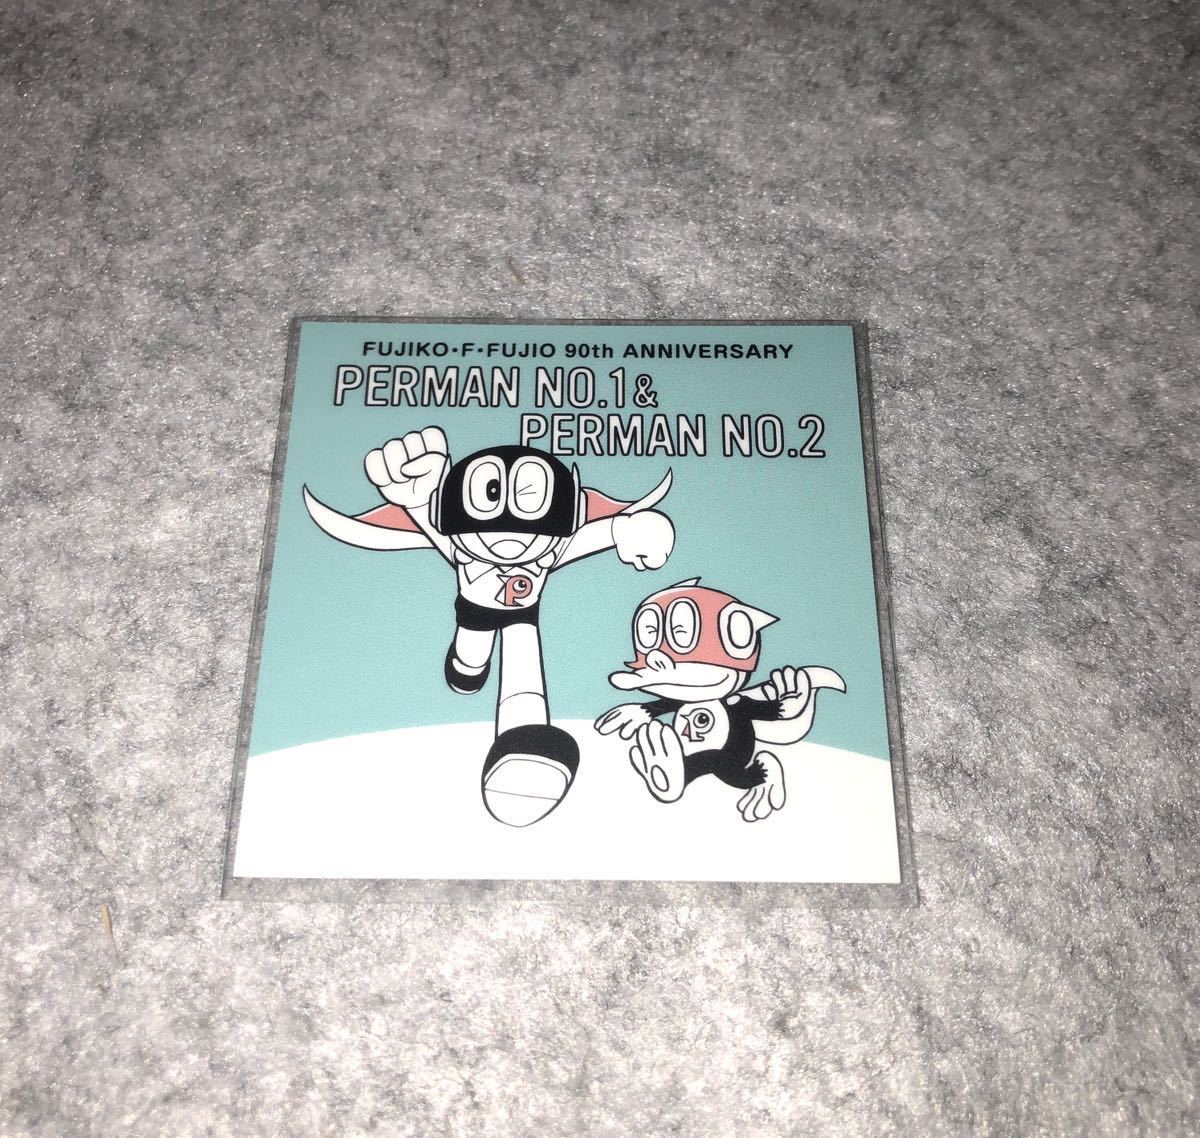 FUJIKO・F・FUJIO 90th ANNIVERSARY
PERMAN NO.1 &
PERMAN NO.2
P
P